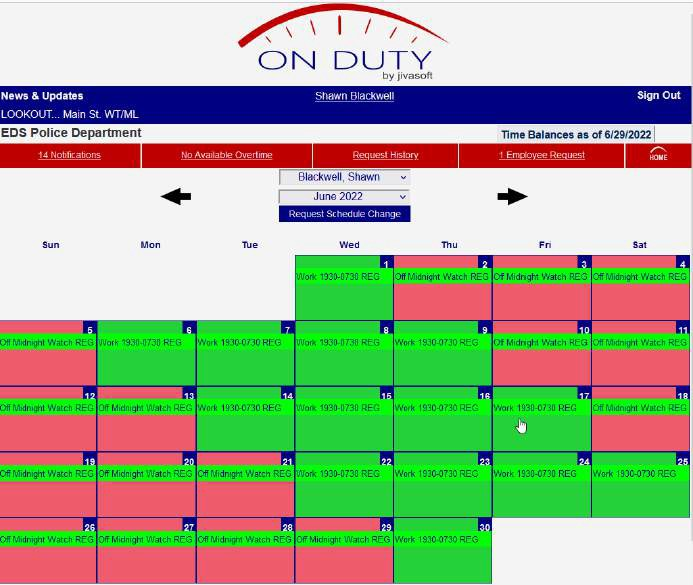 ON DUTY
by jivasoft
News & Updates Shawn Blackwell Sign Out
LOOKOUT... Main St. WT/ML
EDS Police Department Time Balances as of 6/29/2022
14 Notifications No Available Overtime Request History 1 Employee Request HOME
Blackwell, Shawn
June 2022
Request Schedule Change
Sun Mon Tue Wed Thu Fri Sat
1 2 3 4
Work 1930-0730 REG Off Midnight Watch REG Off Midnight Watch REG Off Midnight Watch REG
5 6 7 8 9 10 11
Off Midnight Watch REG Work 1930-0730 REG Work 1930-0730 REG Work 1930-0730 REG Work 1930-0730 REG Off Midnight Watch REG Off Midnight Watch REG
12 13 14 15 16 17 18
Off Midnight Watch REG Off Midnight Watch REG Work 1930-0730 REG Work 1930-0730 REG Work 1930-0730 REG Work 1930-0730 REG Off Midnight Watch REG
19 20 21 22 23 24 25
Off Midnight Watch REG Off Midnight Watch REG Off Midnight Watch REG Work 1930-0730 REG Work 1930-0730 REG Work 1930-0730 REG Work 1930-0730 REG
26 27 28 29 30
Off Midnight Watch REG Off Midnight Watch REG Off Midnight Watch REG Off Midnight Watch REG Work 1930-0730 REG